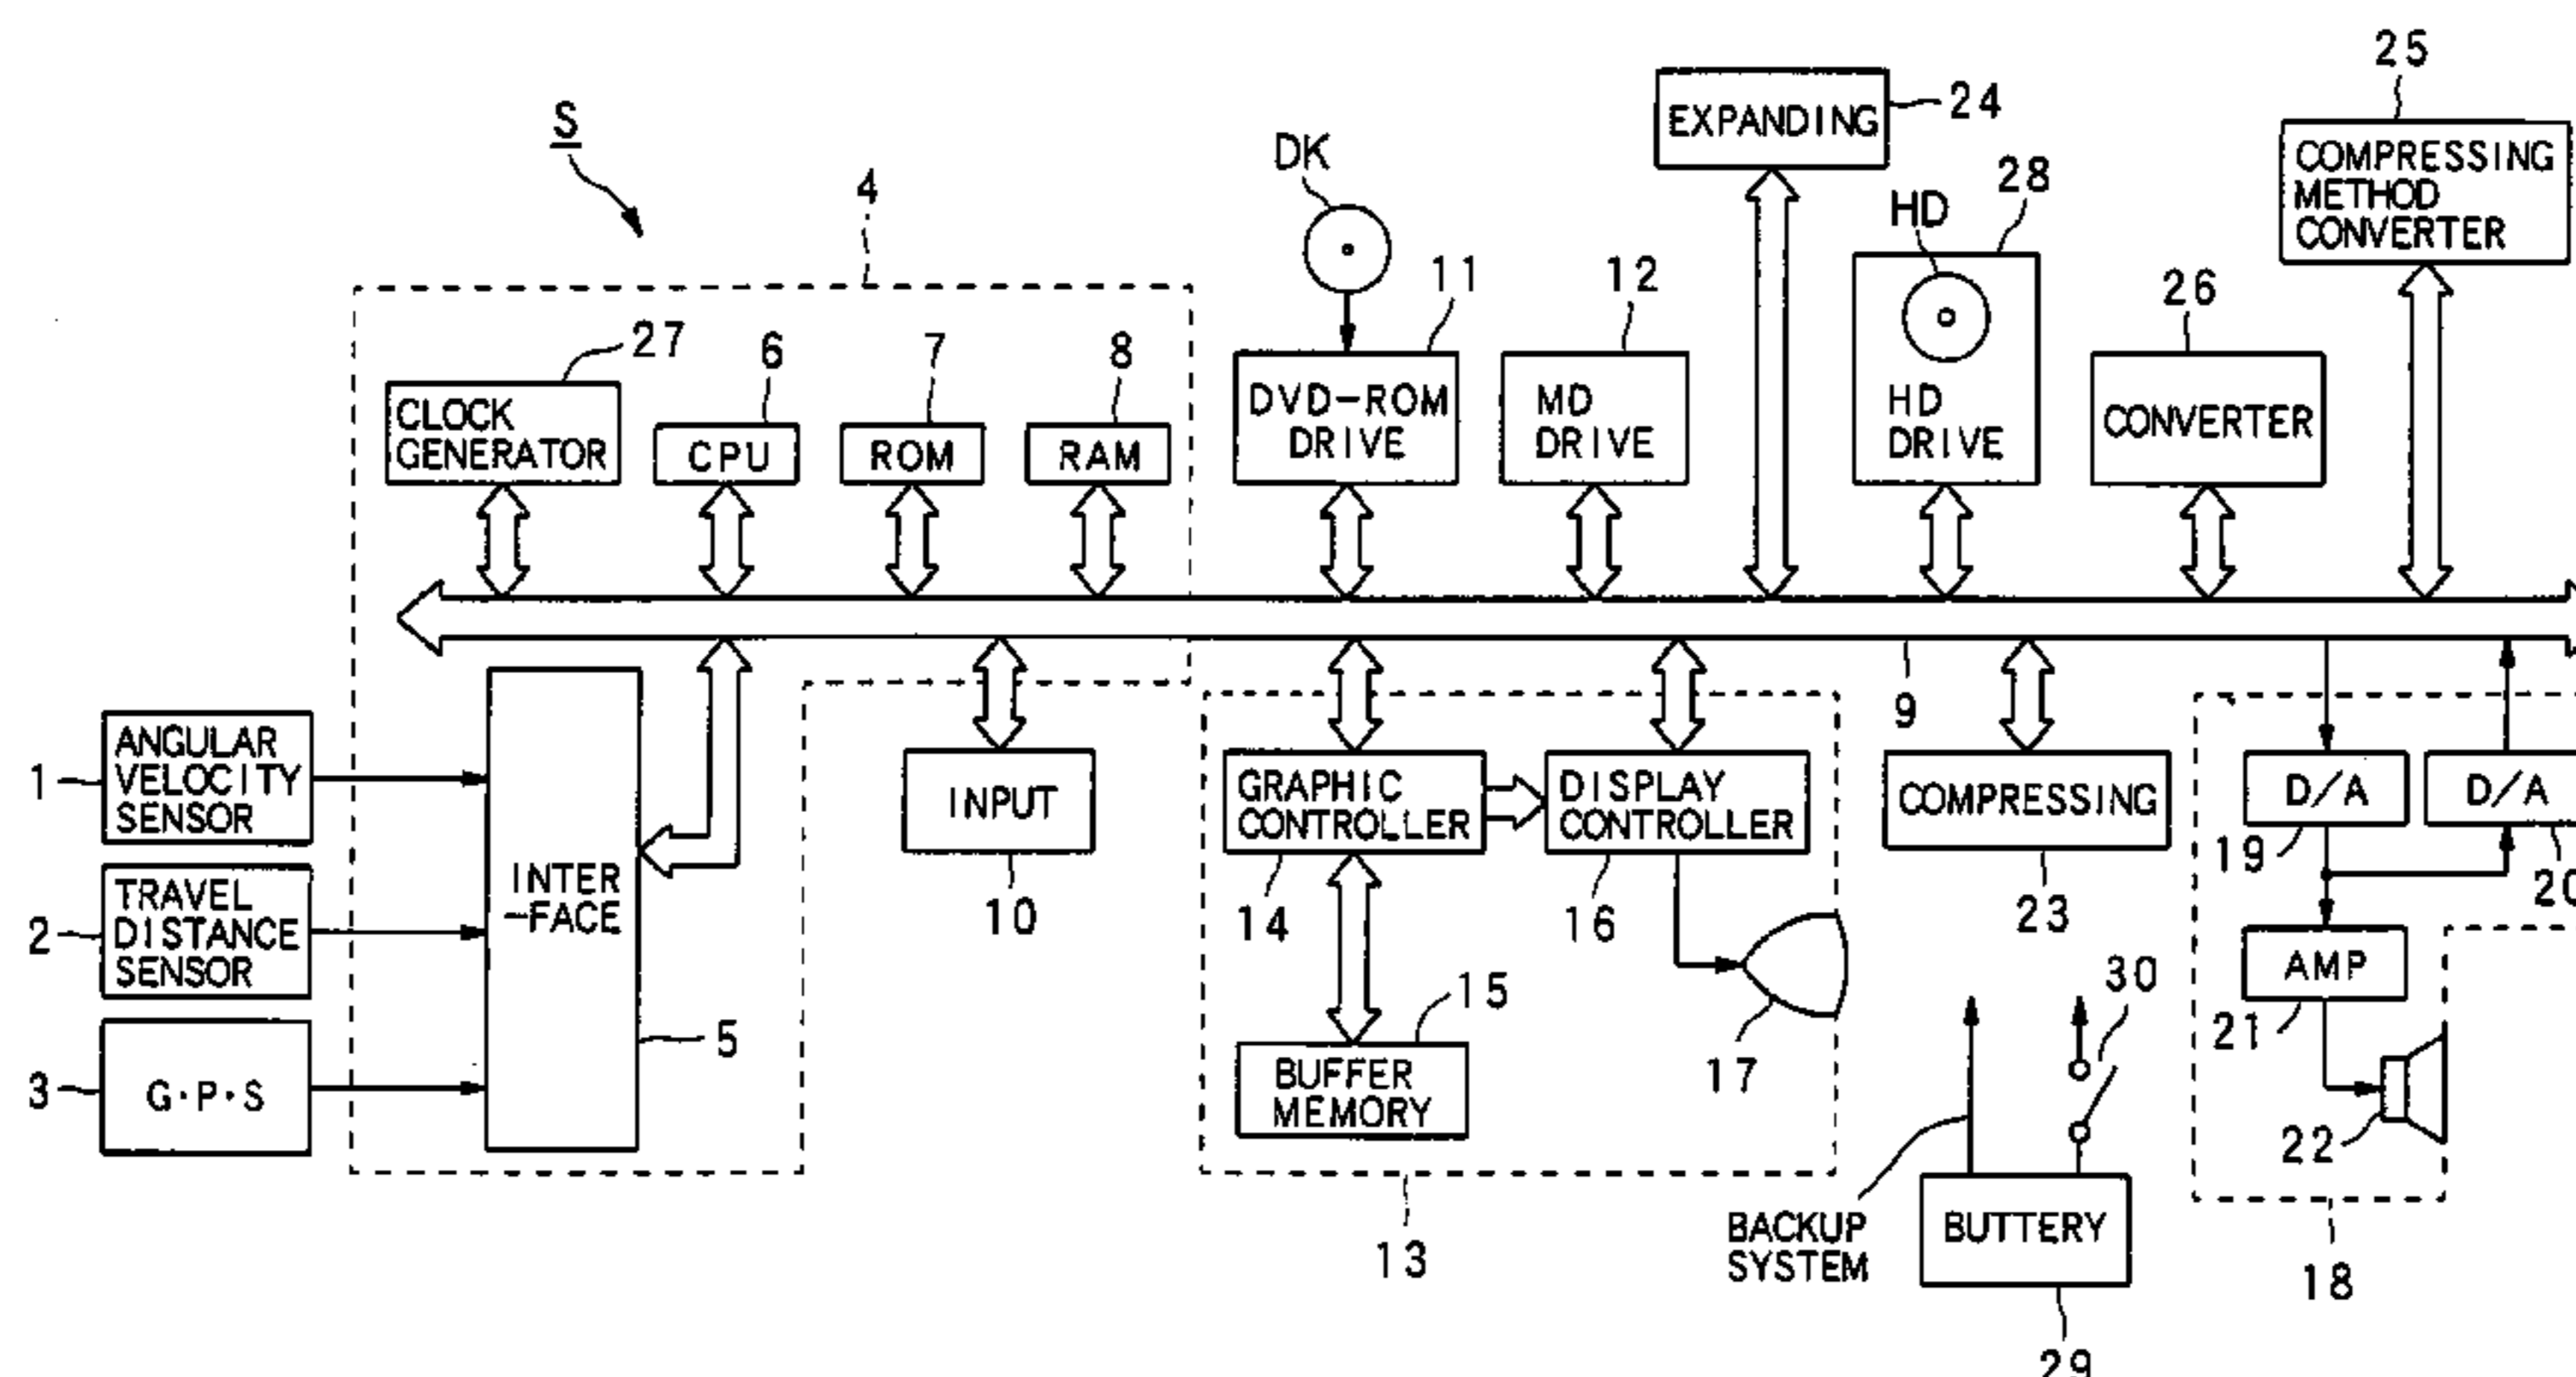 S
4
27
CLOCK
GENERATOR
6
CPU
7
ROM
8
RAM
DK
11
DVD-ROM
DRIVE
12
MD
DRIVE
EXPANDING
24
HD
28
HD
DRIVE
26
CONVERTER
25
COMPRESSING
METHOD
CONVERTER
9
1
ANGULAR
VELOCITY
SENSOR
2
TRAVEL
DISTANCE
SENSOR
3
G·P·S
INTER
-FACE
5
INPUT
10
GRAPHIC
CONTROLLER
14
DISPLAY
CONTROLLER
16
15
BUFFER
MEMORY
17
13
COMPRESSING
23
D/A
19
D/A
20
AMP
21
22
18
30
BACKUP
SYSTEM
BUTTERY
29